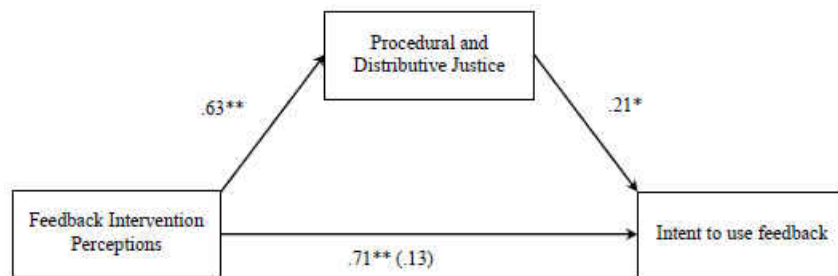 Procedural and
Distributive Justice
.63**
.21*
Feedback Intervention
Perceptions
.71** (.13)
Intent to use feedback